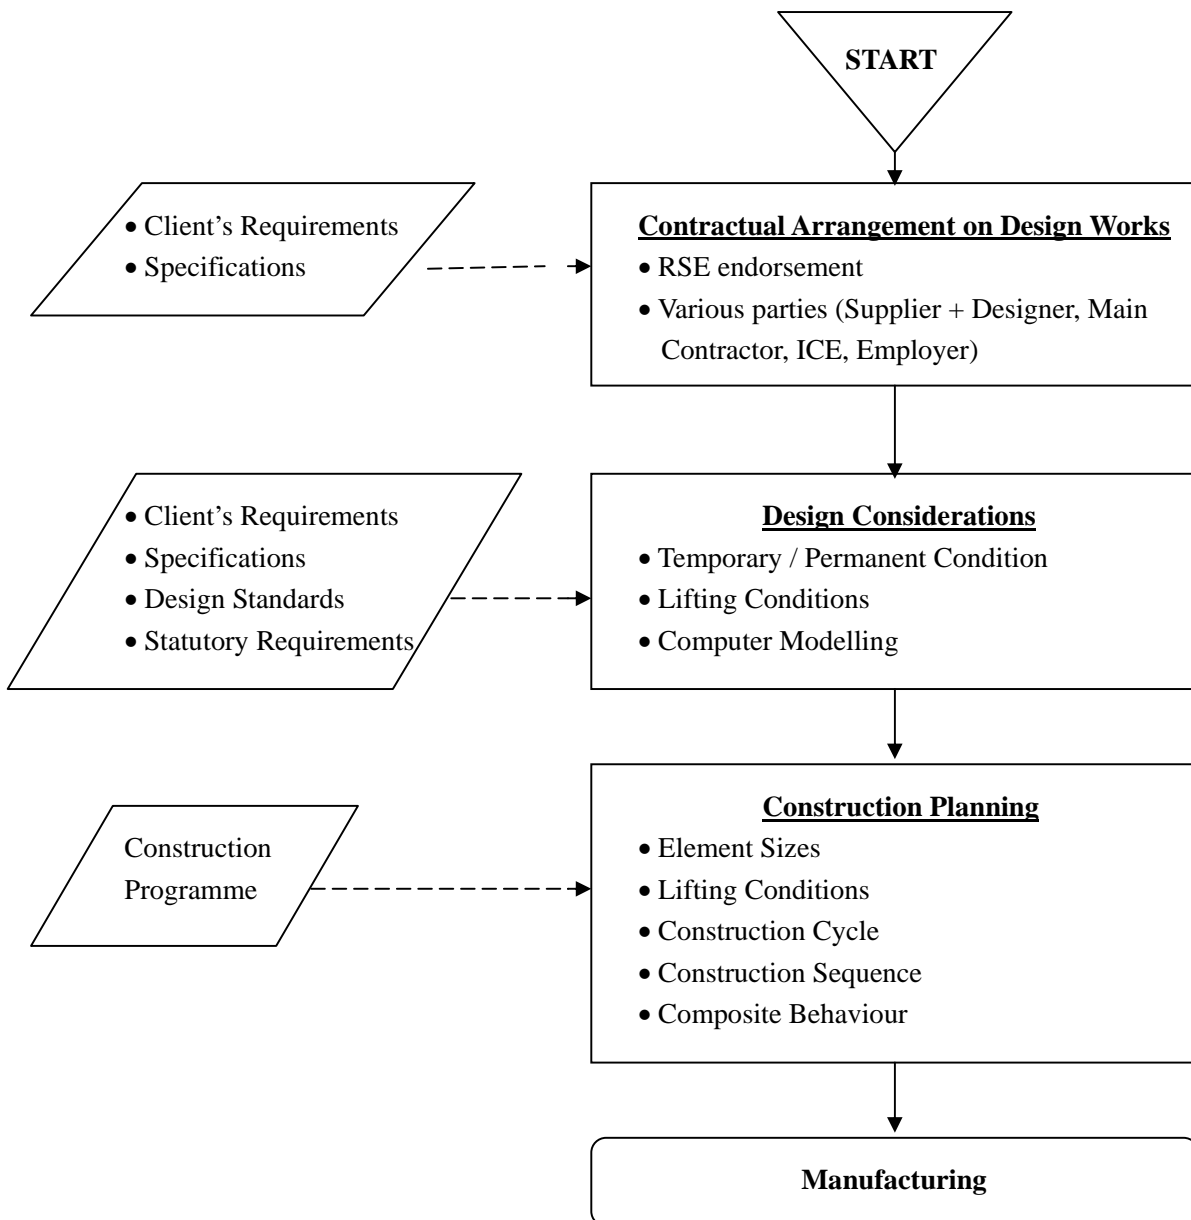 START
• Client’s Requirements
• Specifications
Contractual Arrangement on Design Works
• RSE endorsement
• Various parties (Supplier + Designer, Main
Contractor, ICE, Employer)
• Client’s Requirements
• Specifications
• Design Standards
• Statutory Requirements
Design Considerations
• Temporary / Permanent Condition
• Lifting Conditions
• Computer Modelling
Construction
Programme
Construction Planning
• Element Sizes
• Lifting Conditions
• Construction Cycle
• Construction Sequence
• Composite Behaviour
Manufacturing